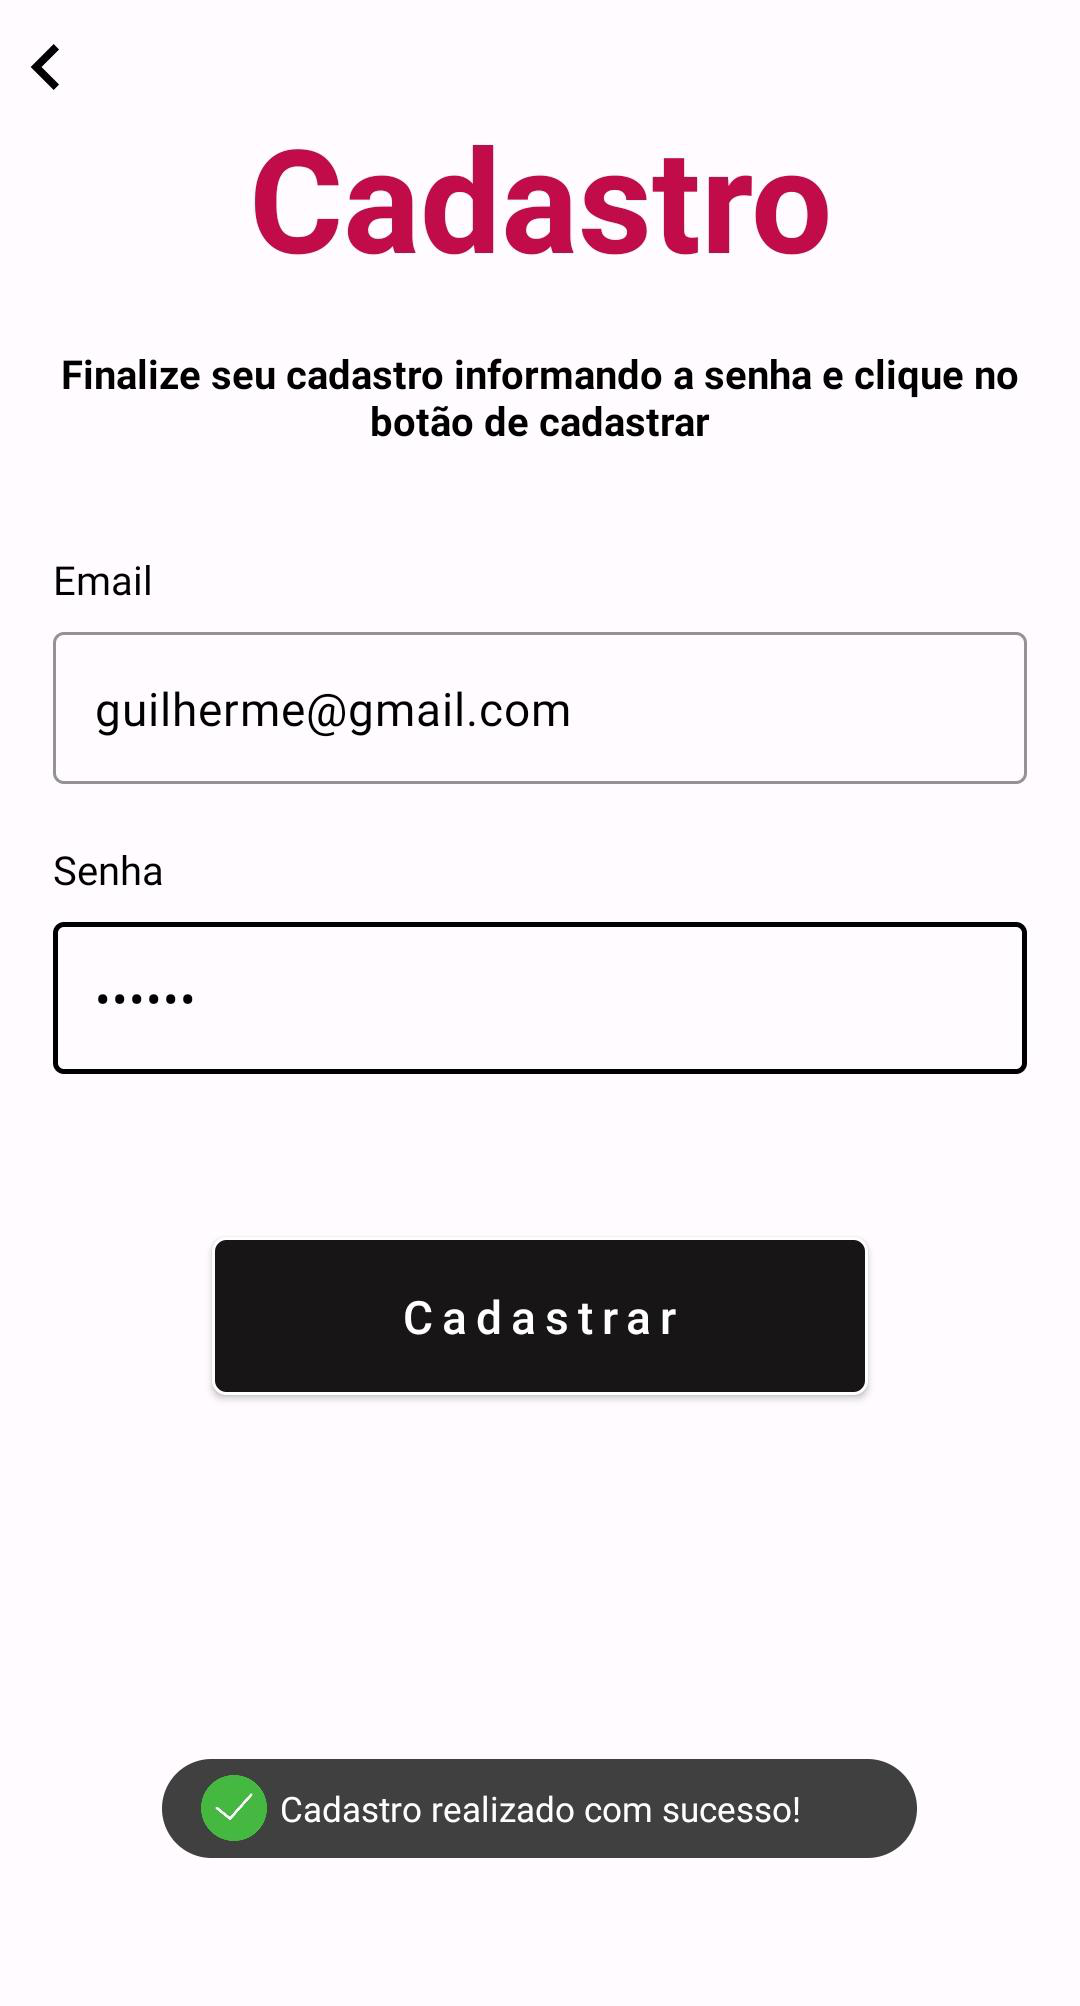 Cadastro
Finalize seu cadastro informando a senha e clique no
botão de cadastrar
Email
guilherme@gmail.com
Senha
••••••
Cadastrar
Cadastro realizado com sucesso!